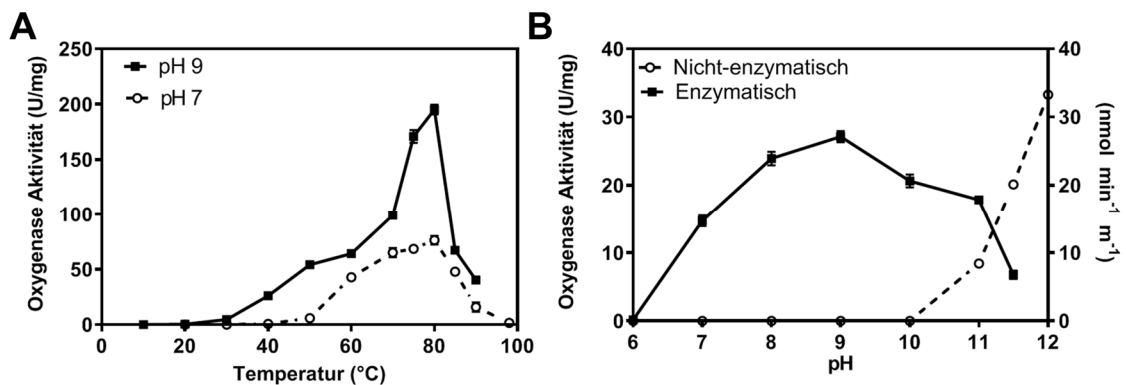 A
250
200
150
100
50
0
Oxygenase Aktivität (U/mg)
pH 9
pH 7
0 20 40 60 80 100
Temperatur (°C)
B
40
30
20
10
0
Oxygenase Aktivität (U/mg)
Nicht-enzymatisch
Enzymatisch
40
30
20
10
0
(nmol min⁻¹ m⁻¹)
6 7 8 9 10 11 12
pH